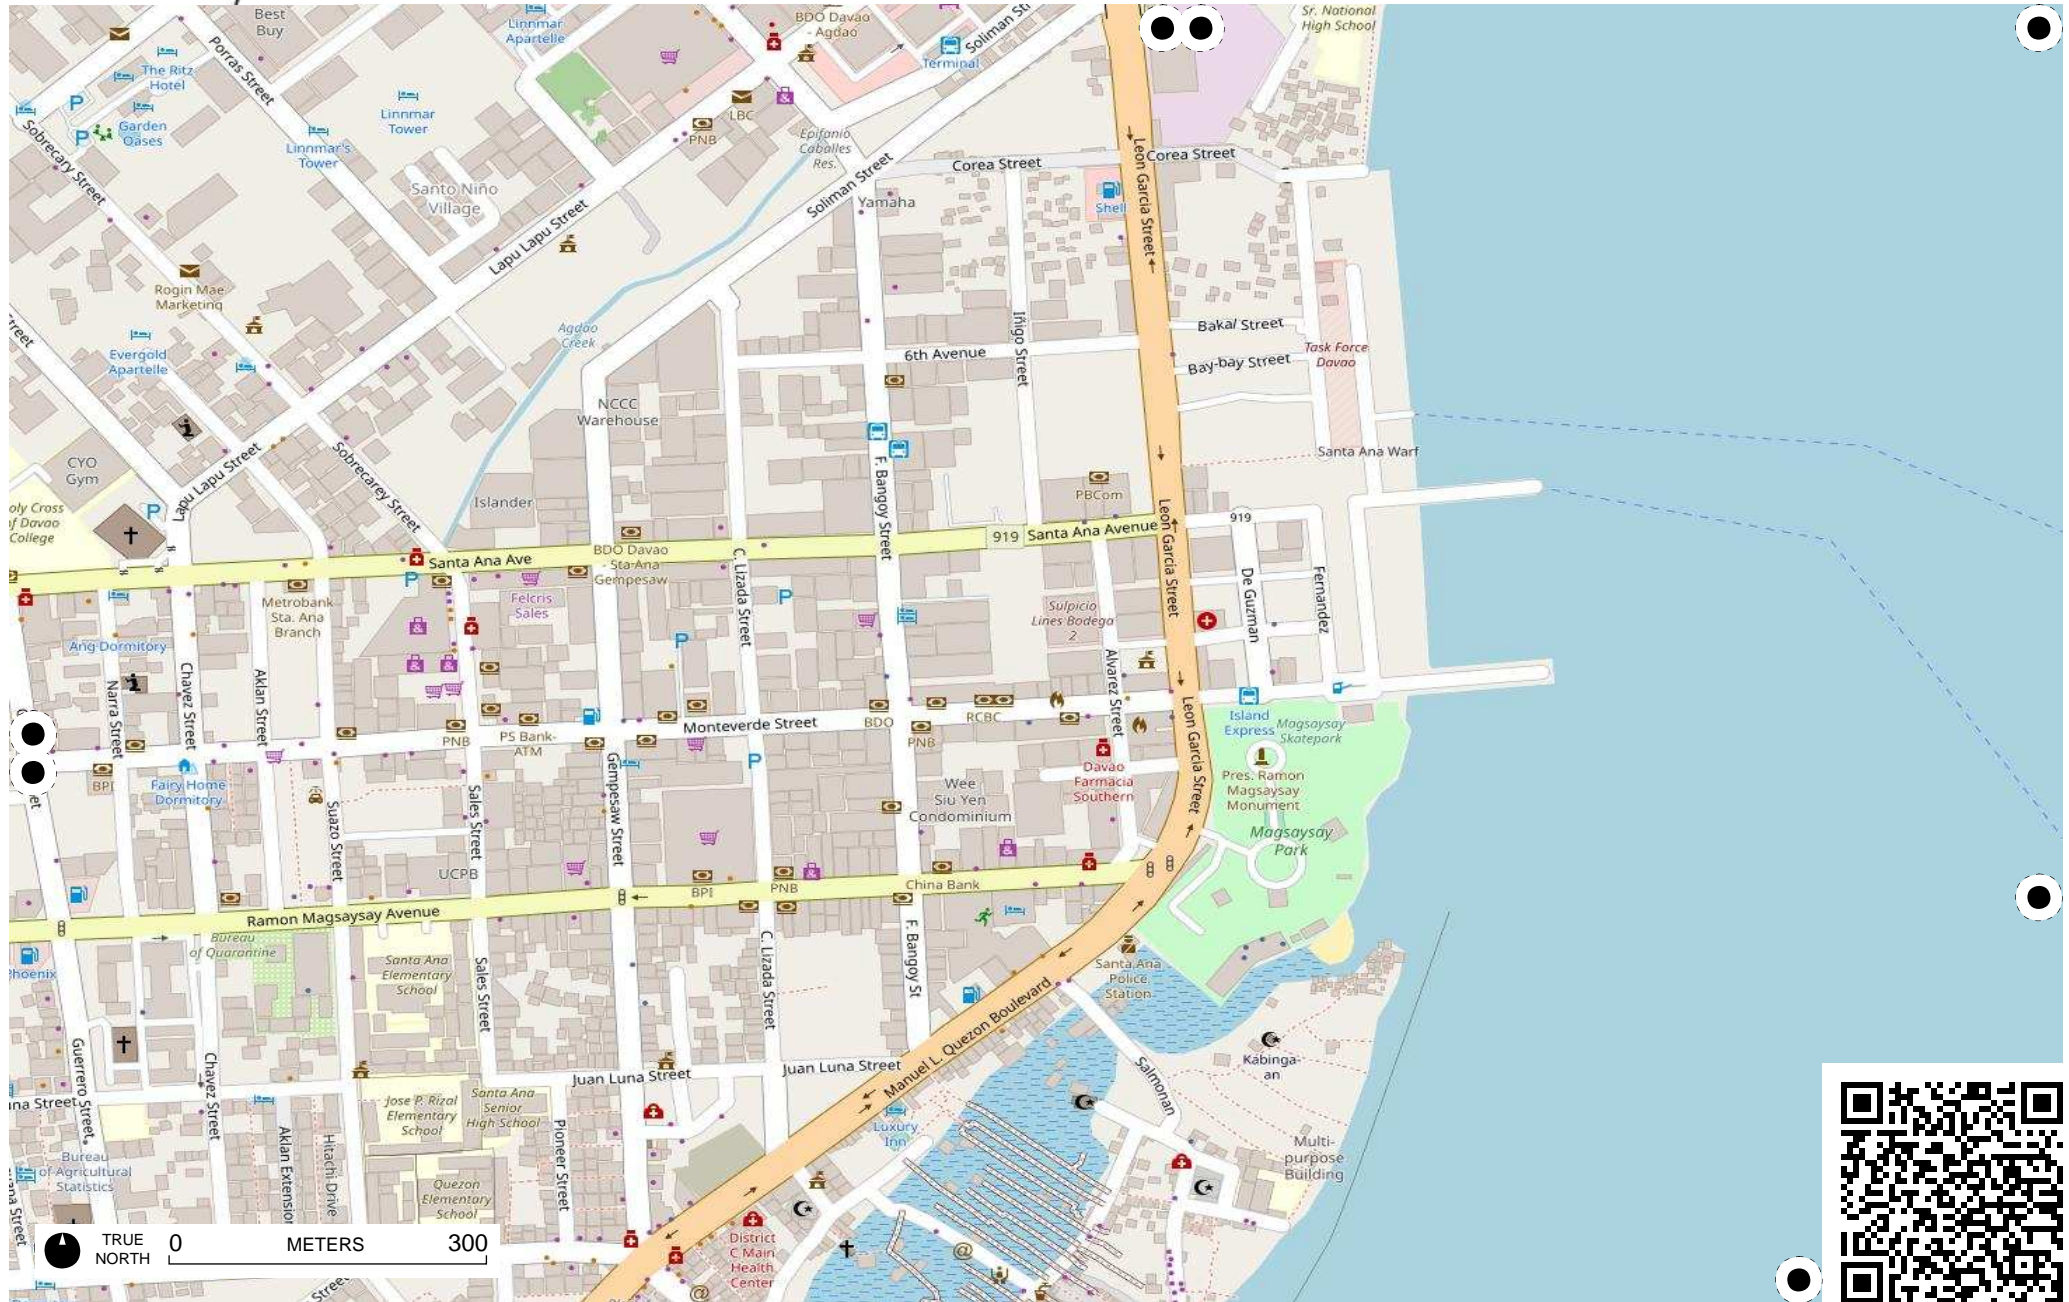 Best
Buy
Porras Street
The Ritz
Hotel
Garden
Oases
Sobrecary Street
Linnmar
Apartelle
Linnmar
Tower
Linnmar's
Tower
BDO Davao
- Agdao
Terminal
LBC
PNB
Epifanio
Caballes
Res.
Sr. National
High School
Santo Niño
Village
Lapu Lapu Street
Soliman Street
Yamaha
Corea Street
Corea Street
Leon Garcia Street
Shell
Rogin Mae
Marketing
Evergold
Apartelle
Agdao
Creek
Iñigo Street
6th Avenue
Bakal Street
Bay-bay Street
Task Force
Davao
NCCC
Warehouse
CYO
Gym
Lapu Lapu Street
Sobrecarey Street
Islander
F. Bangoy Street
PBCom
Santa Ana Warf
oly Cross
of Davao
College
919
Santa Ana Avenue
919
Santa Ana Ave
BDO Davao
- Sta Ana
Gempesaw
C. Lizada Street
Leon Garcia Street
De Guzman
Fernandez
Metrobank
Sta. Ana
Branch
Felcris
Sales
Sulpicio
Lines Bodega
2
Ang Dormitory
Narra Street
Chavez Street
Aklan Street
Alvarez Street
Leon Garcia Street
Monteverde Street
PNB
PS Bank-
ATM
BDO
PNB
RCBC
Island
Express
Magsaysay
Skatepark
BPI
Fairy Home
Dormitory
Suazo Street
Sales Street
Gempesaw Street
Wee
Siu Yen
Condominium
Davao
Farmacia
Southern
Pres. Ramon
Magsaysay
Monument
Magsaysay
Park
UCPB
BPI
PNB
China Bank
Ramon Magsaysay Avenue
Bureau
of Quarantine
Phoenix
Santa Ana
Elementary
School
Sales Street
C. Lizada Street
F. Bangoy St
Santa Ana
Police
Station
Manuel L. Quezon Boulevard
Guerrero Street
Chavez Street
Juan Luna Street
Juan Luna Street
Salmonan
Kabinga-
an
Jose P. Rizal
Elementary
School
Santa Ana
Senior
High School
Luxury
Inn
Bureau
of Agricultural
Statistics
Aklan Extension
Hitachi Drive
Quezon
Elementary
School
Pioneer Street
Multi-
purpose
Building
District
C Main
Health
Center
TRUE
NORTH
0 METERS 300